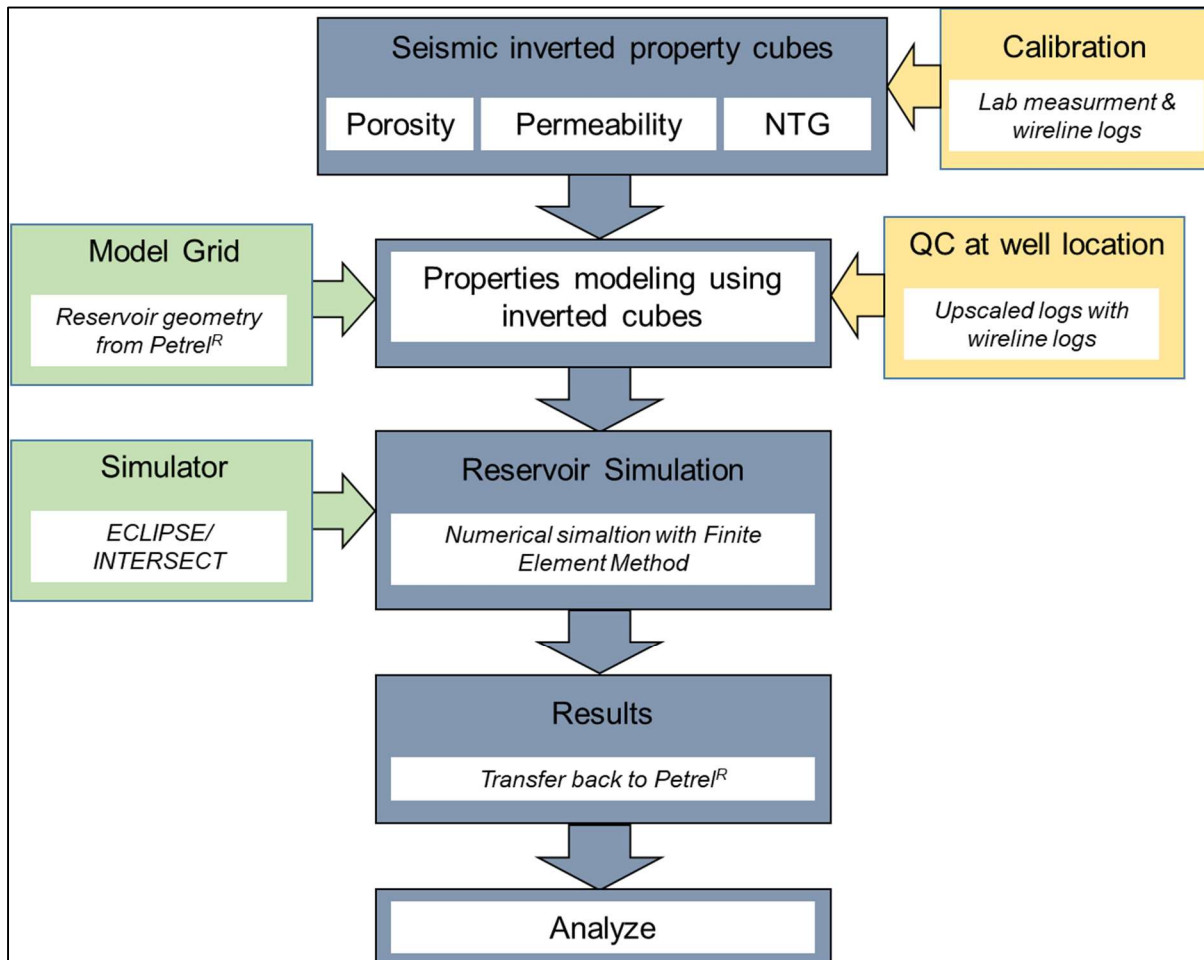 Seismic inverted property cubes
Porosity
Permeability
NTG
Calibration
Lab measurment &
wireline logs
Model Grid
Reservoir geometry
from Petrel^R
Properties modeling using
inverted cubes
QC at well location
Upscaled logs with
wireline logs
Simulator
ECLIPSE/
INTERSECT
Reservoir Simulation
Numerical simaltion with Finite
Element Method
Results
Transfer back to Petrel^R
Analyze